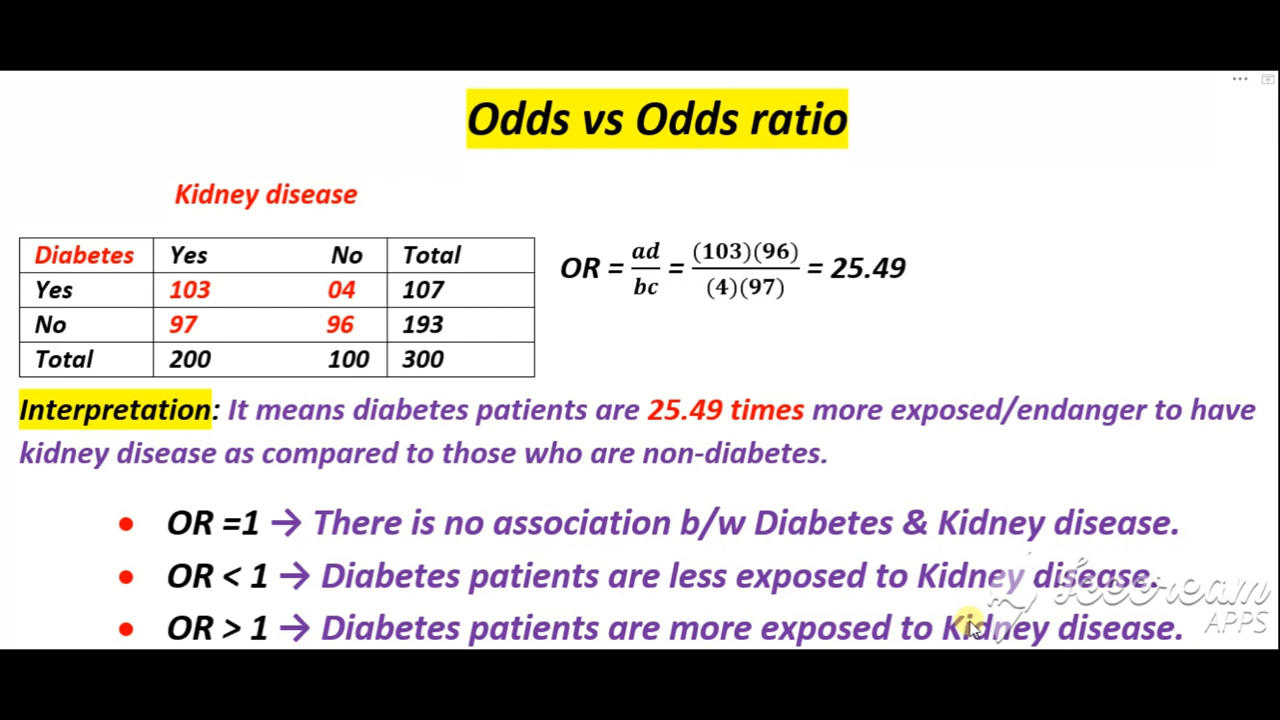 Odds vs Odds ratio
Kidney disease
Diabetes Yes No Total
Yes 103 04 107
No 97 96 193
Total 200 100 300
OR = ad/bc = (103)(96)/(4)(97) = 25.49
Interpretation: It means diabetes patients are 25.49 times more exposed/endanger to have
kidney disease as compared to those who are non-diabetes.
• OR =1 → There is no association b/w Diabetes & Kidney disease.
• OR < 1 → Diabetes patients are less exposed to Kidney disease.
• OR > 1 → Diabetes patients are more exposed to Kidney disease.
Icecream
APPS